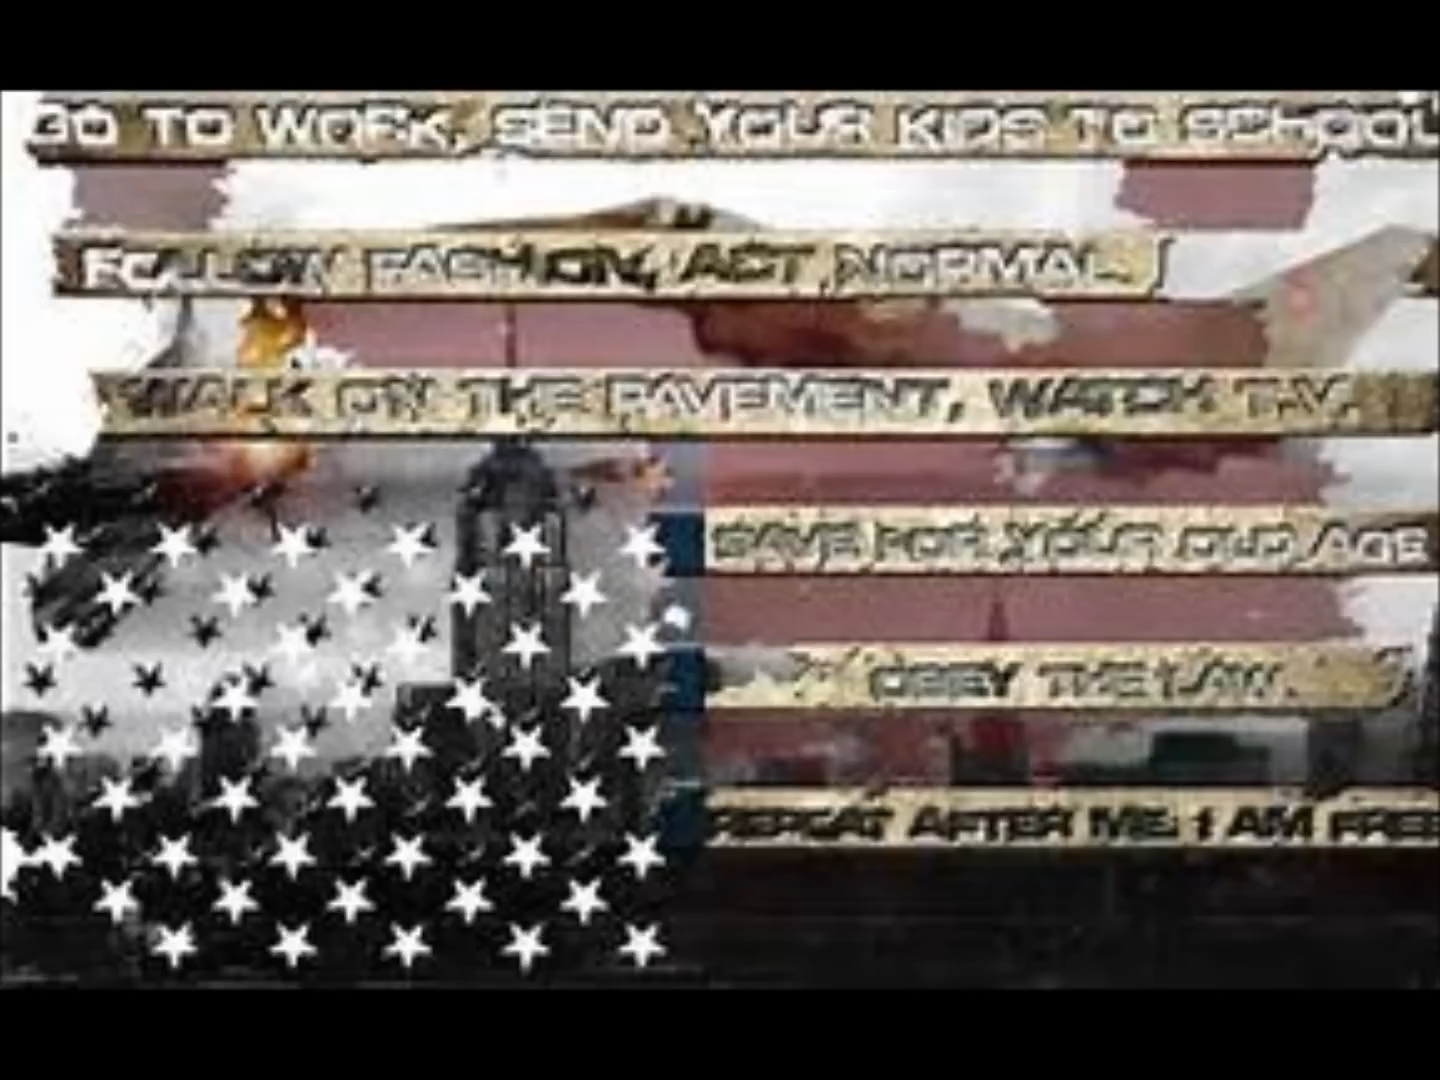 GO TO WORK, SEND YOUR KIDS TO SCHOOL
FOLLOW FASHION, ACT NORMAL
WALK ON THE PAVEMENT, WATCH T.V.
SAVE FOR YOUR OLD AGE
OBEY THE LAW.
REPEAT AFTER ME: I AM FREE